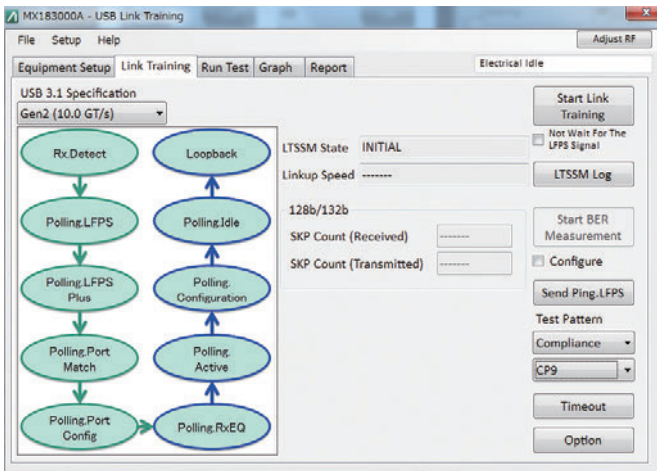 MX183000A - USB Link Training
File Setup Help
Adjust RF
Equipment Setup Link Training Run Test Graph Report
Electrical Idle
USB 3.1 Specification
Gen2 (10.0 GT/s)
Rx.Detect
Polling.LFPS
Polling.LFPS
Plus
Polling.Port
Match
Polling.Port
Config
Loopback
Polling.Idle
Polling.
Configuration
Polling.
Active
Polling.RxEQ
LTSSM State INITIAL
Linkup Speed -------
128b/132b
SKP Count (Received) -------
SKP Count (Transmitted) -------
Start Link
Training
Not Wait For The
LFPS Signal
LTSSM Log
Start BER
Measurement
Configure
Send Ping.LFPS
Test Pattern
Compliance
CP9
Timeout
Option